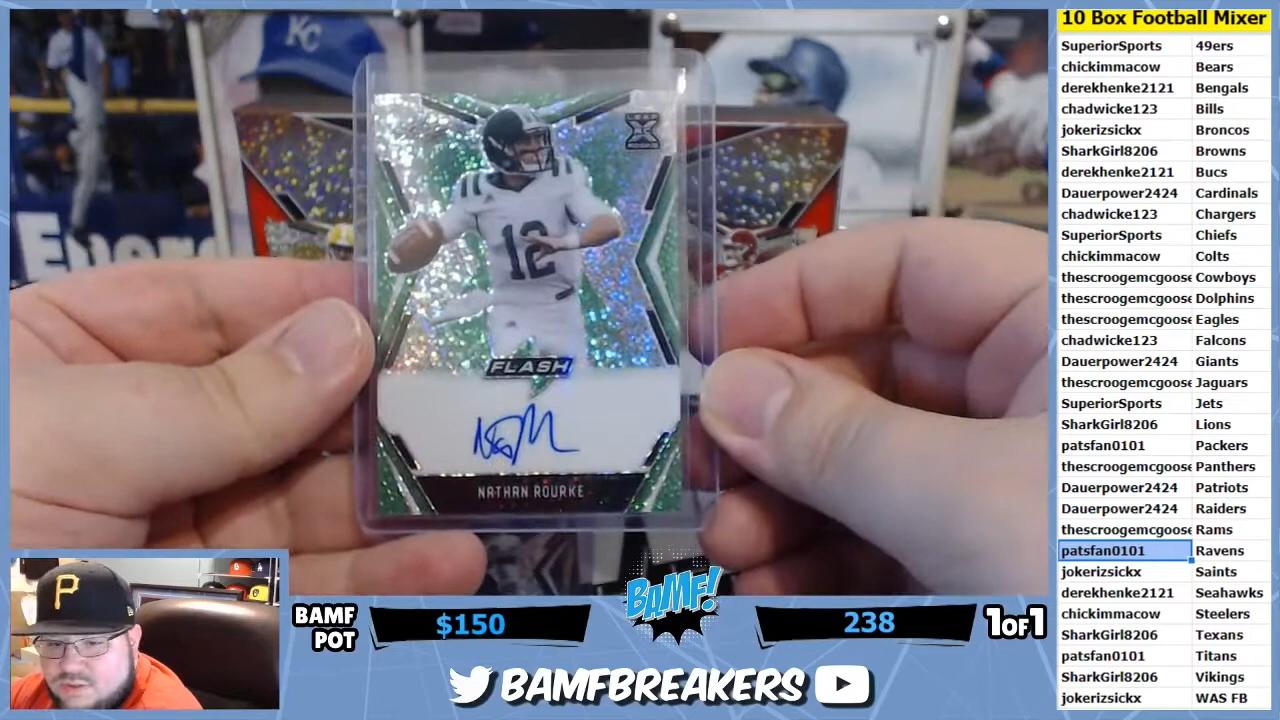 10 Box Football Mixer
SuperiorSports 49ers
chickimmacow Bears
derekhenke2121 Bengals
chadwicke123 Bills
jokerizsickx Broncos
SharkGirl8206 Browns
derekhenke2121 Bucs
Dauerpower2424 Cardinals
chadwicke123 Chargers
SuperiorSports Chiefs
chickimmacow Colts
thescroogemcgoose Cowboys
thescroogemcgoose Dolphins
thescroogemcgoose Eagles
chadwicke123 Falcons
Dauerpower2424 Giants
thescroogemcgoose Jaguars
SuperiorSports Jets
SharkGirl8206 Lions
patsfan0101 Packers
thescroogemcgoose Panthers
Dauerpower2424 Patriots
Dauerpower2424 Raiders
thescroogemcgoose Rams
patsfan0101 Ravens
jokerizsickx Saints
derekhenke2121 Seahawks
chickimmacow Steelers
SharkGirl8206 Texans
patsfan0101 Titans
SharkGirl8206 Vikings
jokerizsickx WAS FB
KC
X
12
FLASH
NATHAN ROURKE
P
BAMF POT
$150
BAMF!
238
1OF1
BAMFBREAKERS